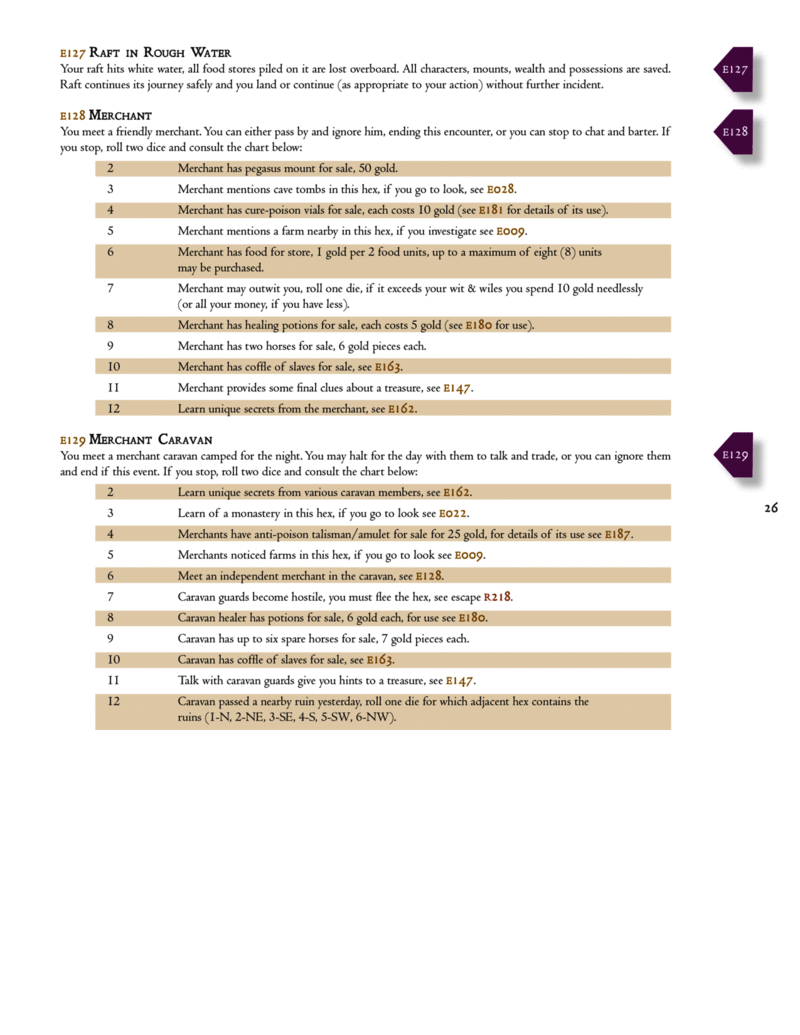 E127 Raft in Rough Water
Your raft hits white water, all food stores piled on it are lost overboard. All characters, mounts, wealth and possessions are saved.
Raft continues its journey safely and you land or continue (as appropriate to your action) without further incident.
E127
E128 Merchant
You meet a friendly merchant. You can either pass by and ignore him, ending this encounter, or you can stop to chat and barter. If
you stop, roll two dice and consult the chart below:
E128
2 Merchant has pegasus mount for sale, 50 gold.
3 Merchant mentions cave tombs in this hex, if you go to look, see E028.
4 Merchant has cure-poison vials for sale, each costs 10 gold (see E181 for details of its use).
5 Merchant mentions a farm nearby in this hex, if you investigate see E009.
6 Merchant has food for store, 1 gold per 2 food units, up to a maximum of eight (8) units
may be purchased.
7 Merchant may outwit you, roll one die, if it exceeds your wit & wiles you spend 10 gold needlessly
(or all your money, if you have less).
8 Merchant has healing potions for sale, each costs 5 gold (see E180 for use).
9 Merchant has two horses for sale, 6 gold pieces each.
10 Merchant has coffle of slaves for sale, see E163.
11 Merchant provides some final clues about a treasure, see E147.
12 Learn unique secrets from the merchant, see E162.
E129 Merchant Caravan
You meet a merchant caravan camped for the night. You may halt for the day with them to talk and trade, or you can ignore them
and end if this event. If you stop, roll two dice and consult the chart below:
E129
2 Learn unique secrets from various caravan members, see E162.
3 Learn of a monastery in this hex, if you go to look see E022.
4 Merchants have anti-poison talisman/amulet for sale for 25 gold, for details of its use see E187.
5 Merchants noticed farms in this hex, if you go to look see E009.
6 Meet an independent merchant in the caravan, see E128.
7 Caravan guards become hostile, you must flee the hex, see escape R218.
8 Caravan healer has potions for sale, 6 gold each, for use see E180.
9 Caravan has up to six spare horses for sale, 7 gold pieces each.
10 Caravan has coffle of slaves for sale, see E163.
11 Talk with caravan guards give you hints to a treasure, see E147.
12 Caravan passed a nearby ruin yesterday, roll one die for which adjacent hex contains the
ruins (1-N, 2-NE, 3-SE, 4-S, 5-SW, 6-NW).
26